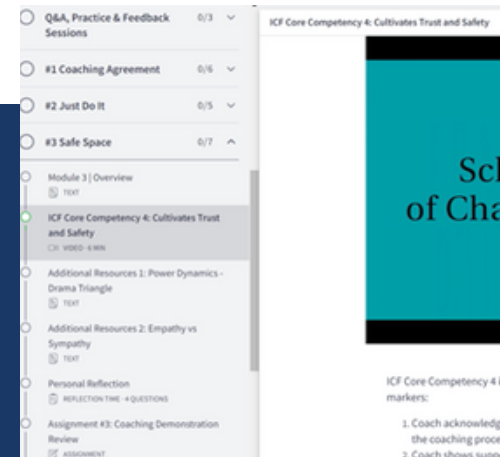 Q&A, Practice & Feedback
Sessions
0/3
#1 Coaching Agreement
0/6
#2 Just Do It
0/5
#3 Safe Space
0/7
Module 3 | Overview
TEXT
ICF Core Competency 4: Cultivates Trust
and Safety
VIDEO · 6 MIN
Additional Resources 1: Power Dynamics -
Drama Triangle
TEXT
Additional Resources 2: Empathy vs
Sympathy
TEXT
Personal Reflection
REFLECTION TIME · 4 QUESTIONS
Assignment #3: Coaching Demonstration
Review
ASSIGNMENT
ICF Core Competency 4: Cultivates Trust and Safety
Sch
of Cha
ICF Core Competency 4 i
markers:
1. Coach acknowledg
the coaching proce
2. Coach shows suppo